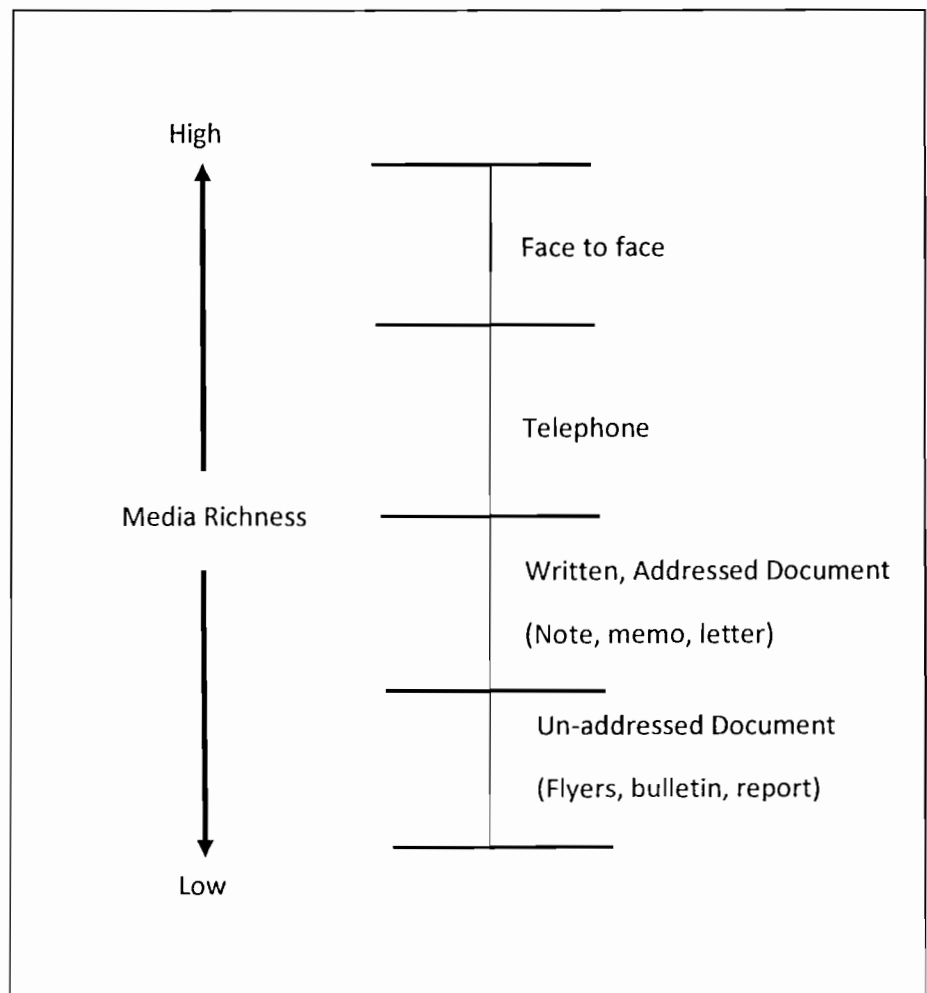 High
Face to face
Telephone
Media Richness
Written, Addressed Document
(Note, memo, letter)
Un-addressed Document
(Flyers, bulletin, report)
Low